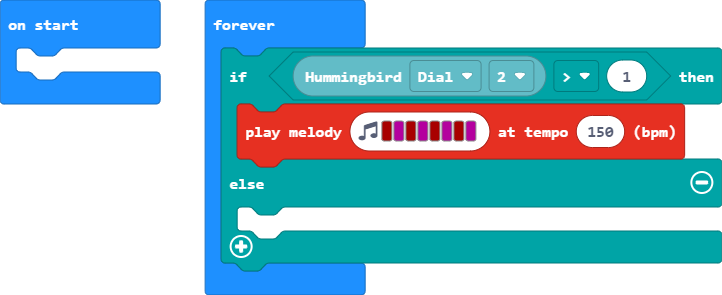 on start
forever
if Hummingbird Dial 2 > 1 then
play melody at tempo 150 (bpm)
else